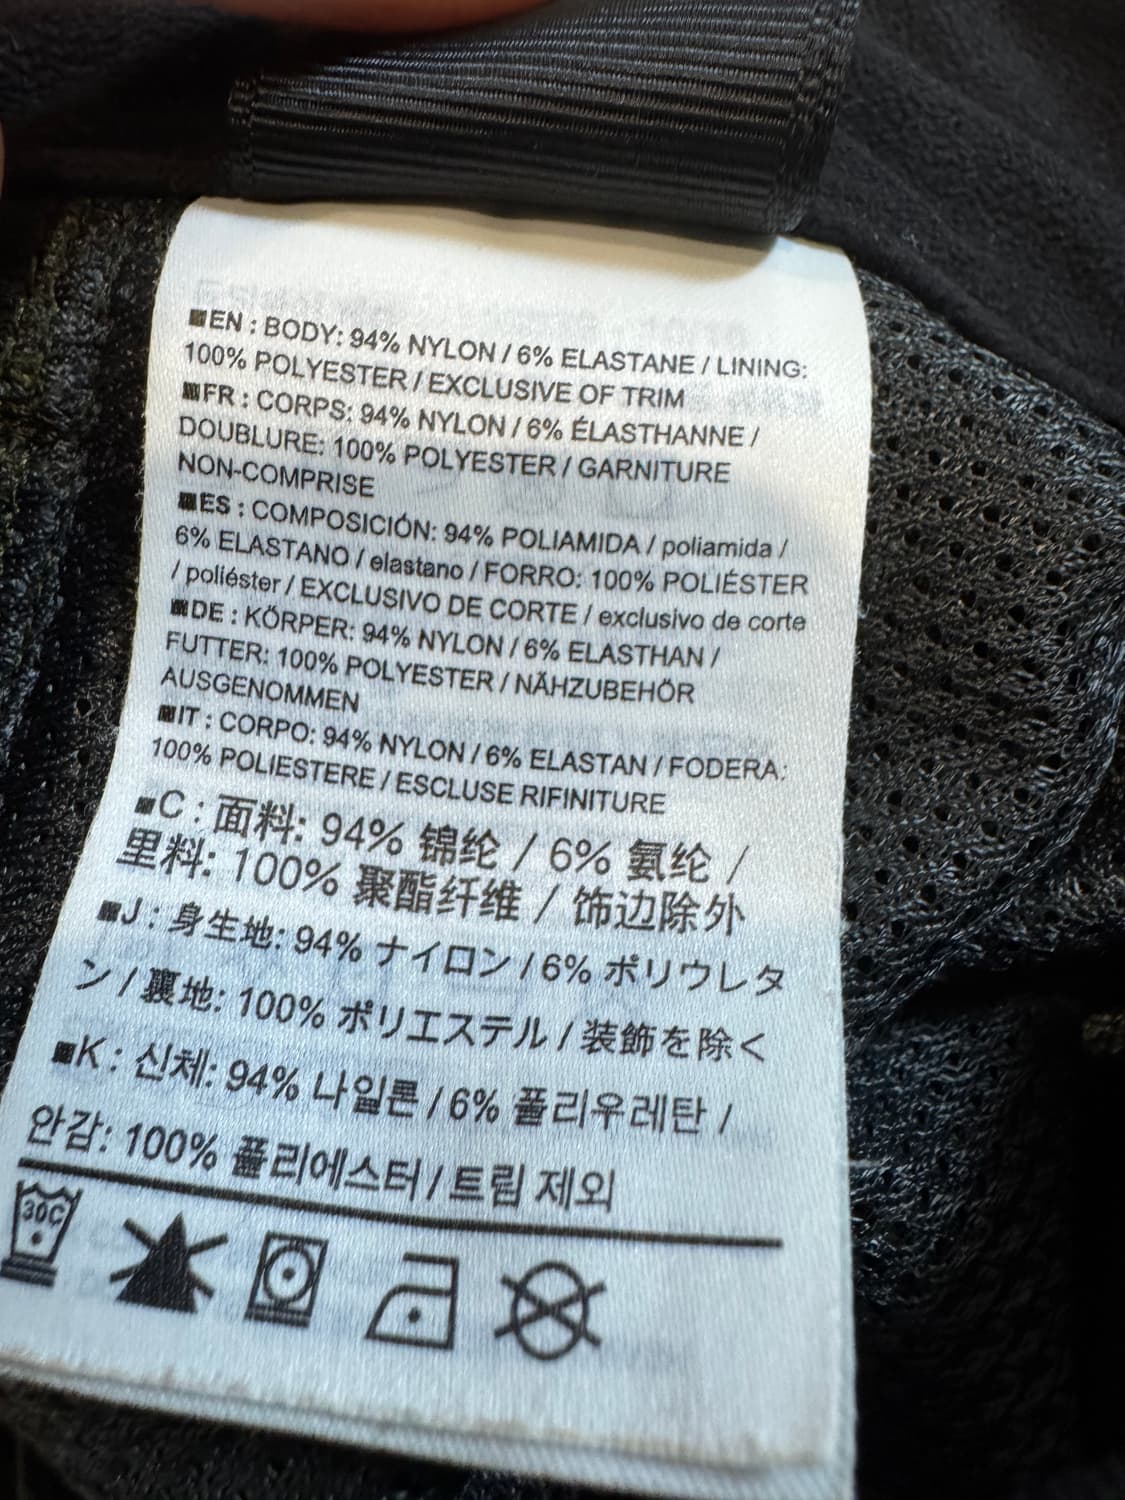 ■EN : BODY: 94% NYLON / 6% ELASTANE / LINING:
100% POLYESTER / EXCLUSIVE OF TRIM
■FR : CORPS: 94% NYLON / 6% ÉLASTHANNE /
DOUBLURE: 100% POLYESTER / GARNITURE
NON-COMPRISE
■ES : COMPOSICIÓN: 94% POLIAMIDA / poliamida /
6% ELASTANO / elastano / FORRO: 100% POLIÉSTER
/ poliéster / EXCLUSIVO DE CORTE / exclusivo de corte
■DE : KÖRPER: 94% NYLON / 6% ELASTHAN /
FUTTER: 100% POLYESTER / NÄHZUBEHÖR
AUSGENOMMEN
■IT : CORPO: 94% NYLON / 6% ELASTAN / FODERA:
100% POLIESTERE / ESCLUSE RIFINITURE
■C : 面料: 94% 锦纶 / 6% 氨纶 /
里料: 100% 聚酯纤维 / 饰边除外
■J : 身生地: 94% ナイロン / 6% ポリウレタ
ン / 裏地: 100% ポリエステル / 装飾を除く
■K : 신체: 94% 나일론 / 6% 폴리우레탄 /
안감: 100% 폴리에스터 / 트림 제외
30C